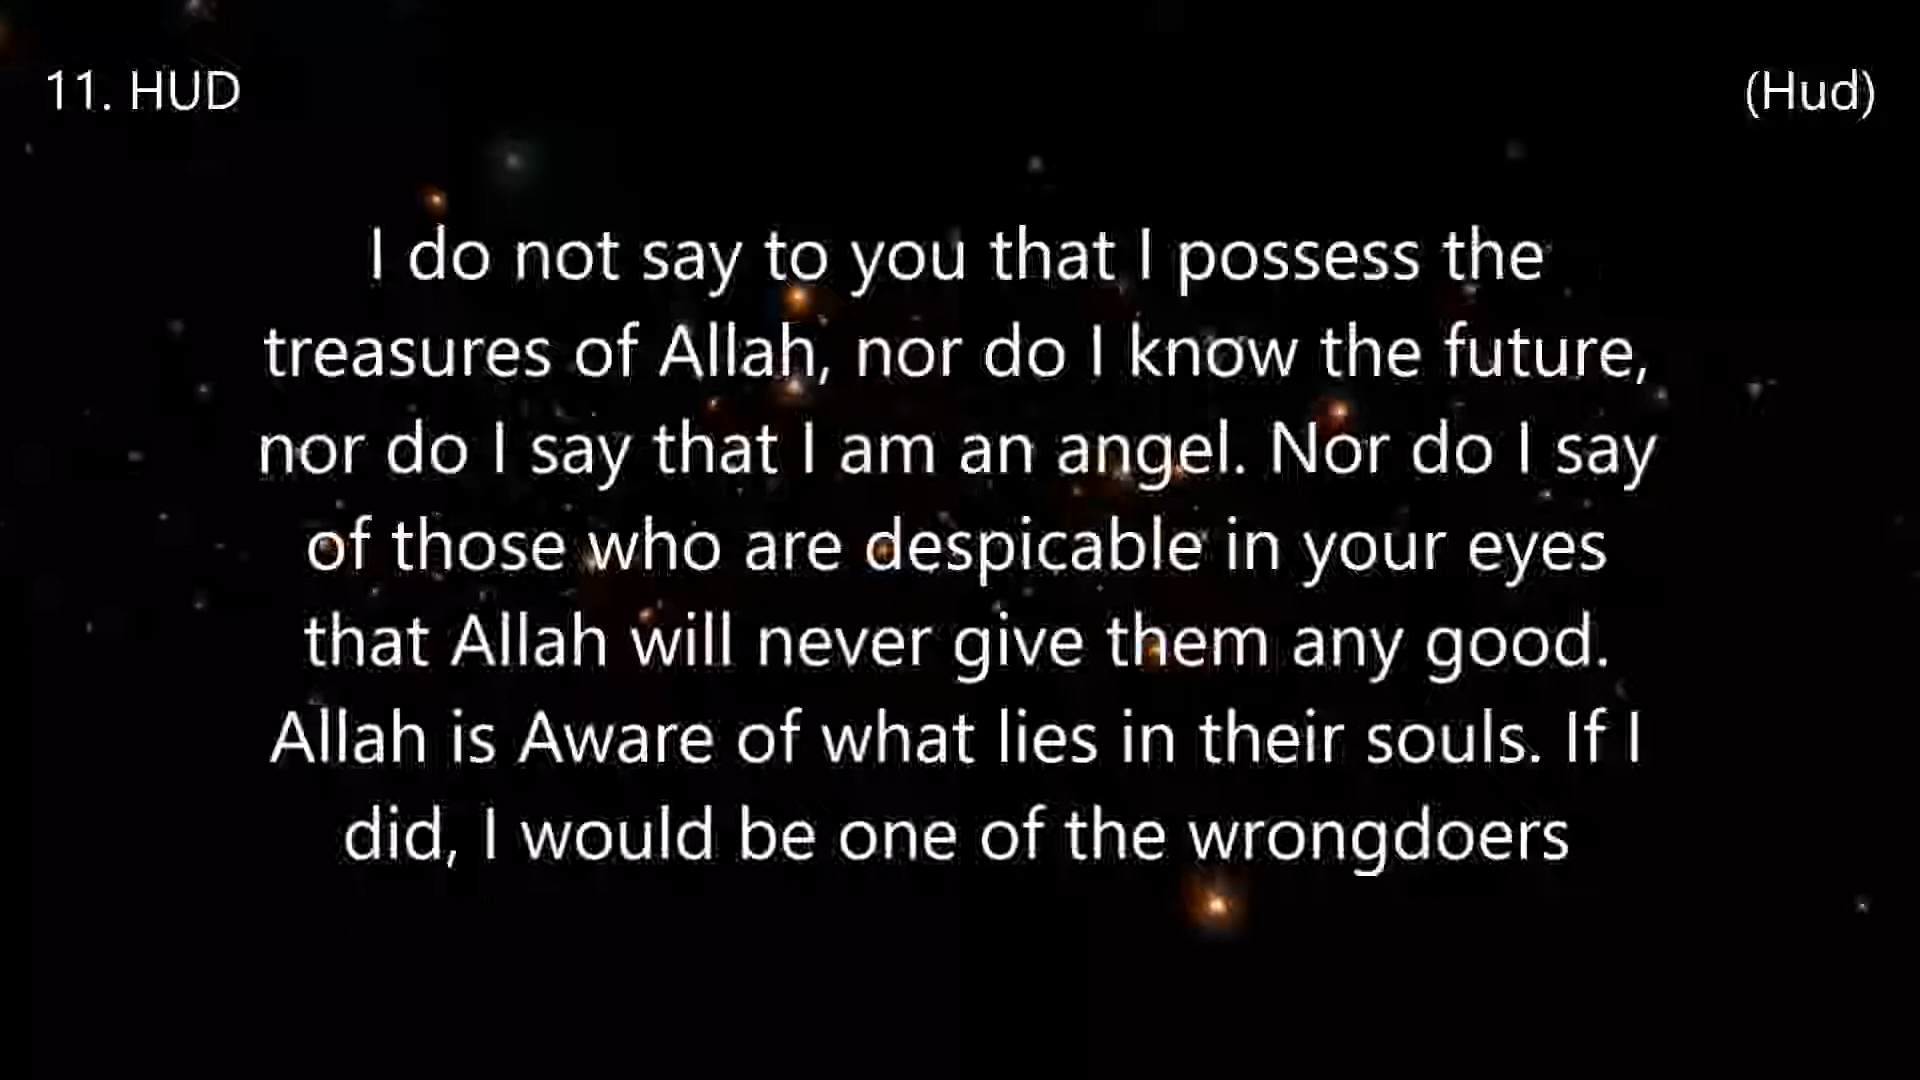 11. HUD
(Hud)
I do not say to you that I possess the
treasures of Allah, nor do I know the future,
nor do I say that I am an angel. Nor do I say
of those who are despicable in your eyes
that Allah will never give them any good.
Allah is Aware of what lies in their souls. If I
did, I would be one of the wrongdoers